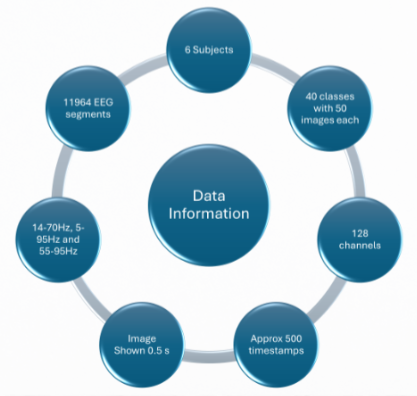 6 Subjects
40 classes
with 50
images each
128
channels
Approx 500
timestamps
Image
Shown 0.5 s
14-70Hz, 5-
95Hz and
55-95Hz
11964 EEG
segments
Data
Information